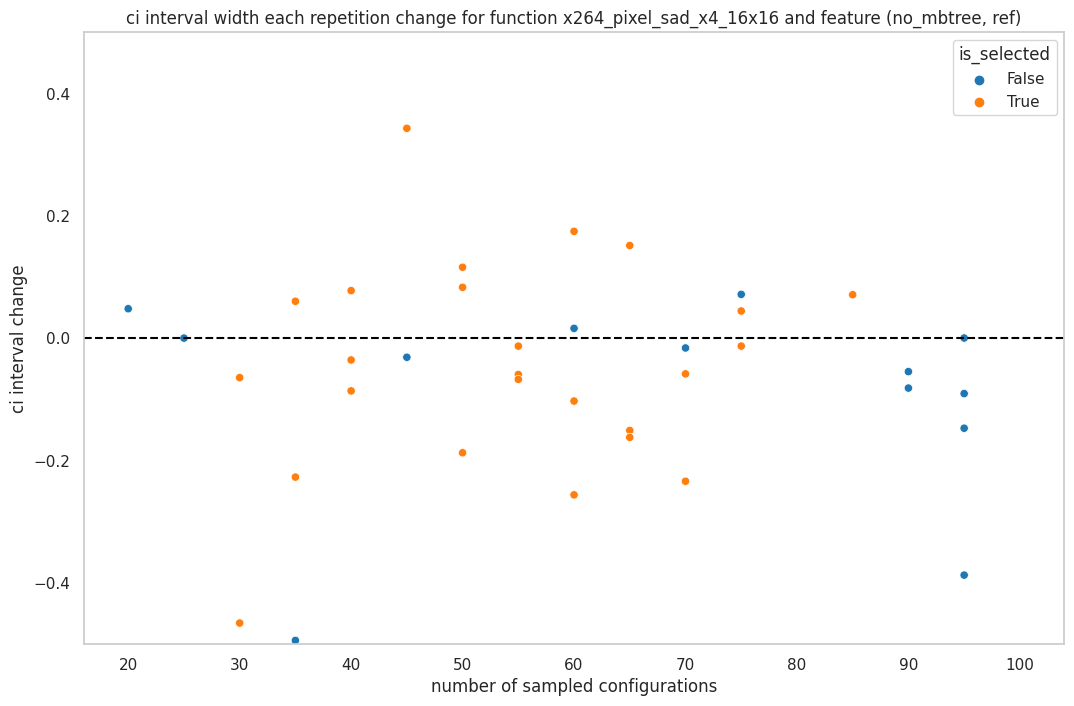 ci interval width each repetition change for function x264_pixel_sad_x4_16x16 and feature (no_mbtree, ref)
is_selected
False
True
0.4
0.2
0.0
−0.2
−0.4
ci interval change
20 30 40 50 60 70 80 90 100
number of sampled configurations